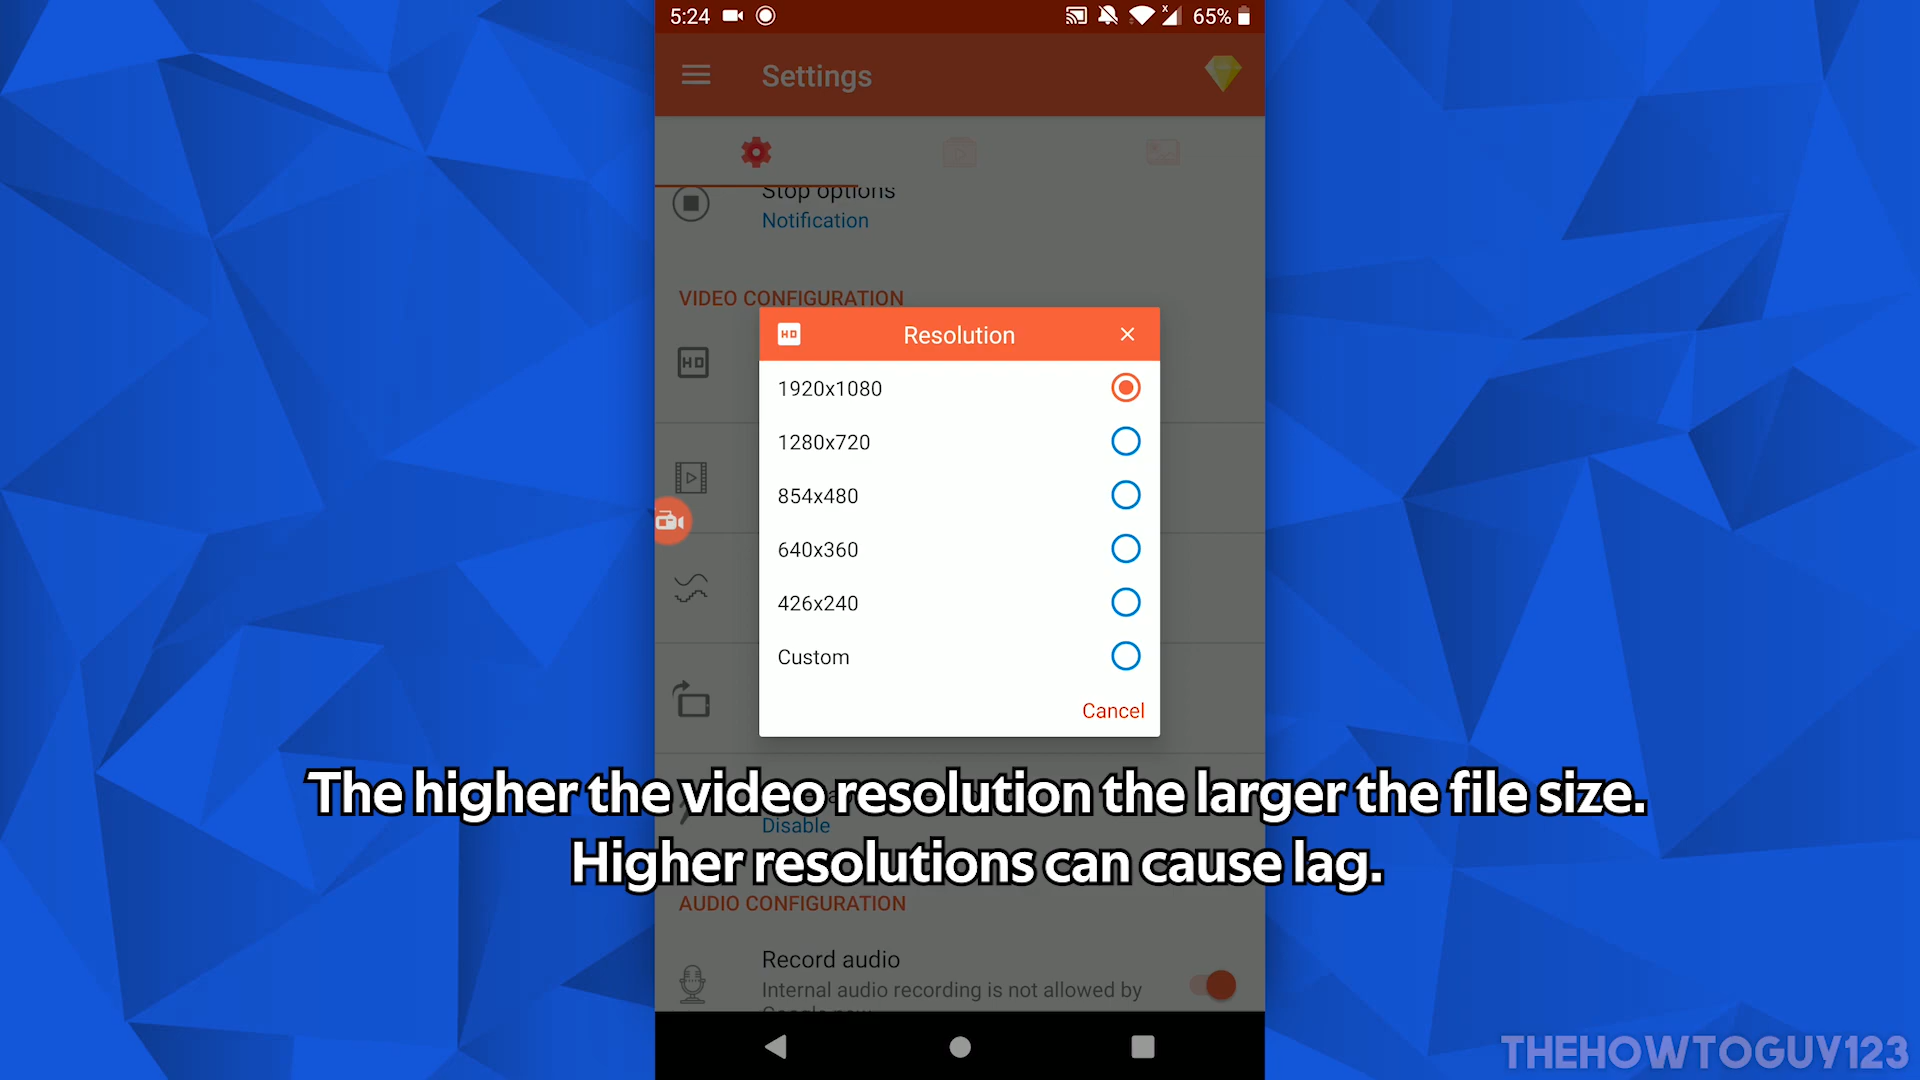 5:24
65%
Settings
Stop options
Notification
VIDEO CONFIGURATION
HD
Resolution
HD
1920x1080
1280x720
854x480
640x360
426x240
Custom
Cancel
The higher the video resolution the larger the file size.
Disable
Higher resolutions can cause lag.
AUDIO CONFIGURATION
Record audio
Internal audio recording is not allowed by
THEHOWTOGUY123